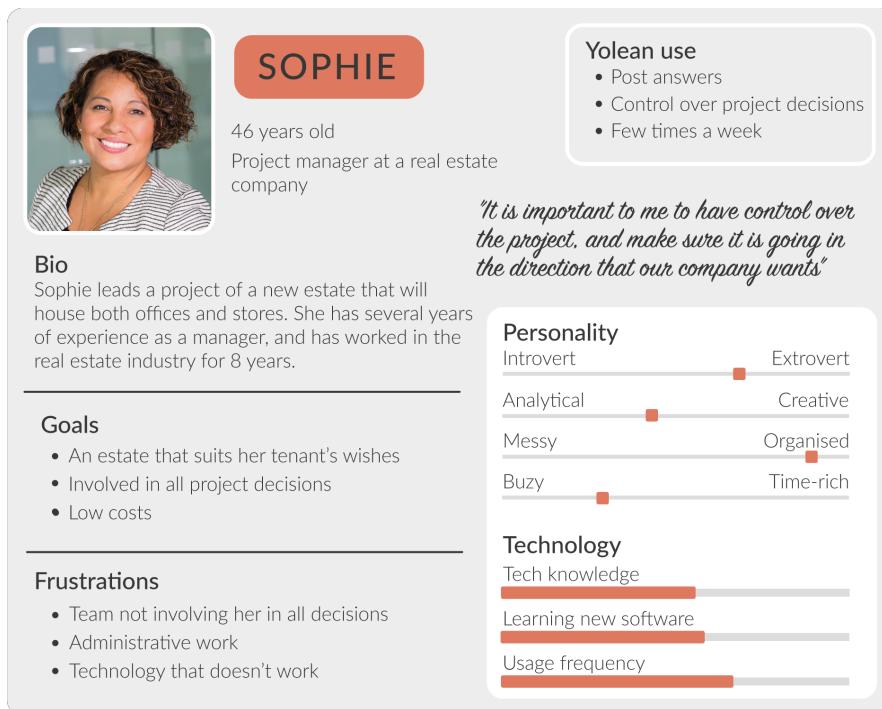 SOPHIE
46 years old
Project manager at a real estate
company
Yolean use
• Post answers
• Control over project decisions
• Few times a week
"It is important to me to have control over
the project, and make sure it is going in
the direction that our company wants"
Bio
Sophie leads a project of a new estate that will
house both offices and stores. She has several years
of experience as a manager, and has worked in the
real estate industry for 8 years.
Goals
• An estate that suits her tenant's wishes
• Involved in all project decisions
• Low costs
Frustrations
• Team not involving her in all decisions
• Administrative work
• Technology that doesn't work
Personality
Introvert Extrovert
Analytical Creative
Messy Organised
Buzy Time-rich
Technology
Tech knowledge
Learning new software
Usage frequency